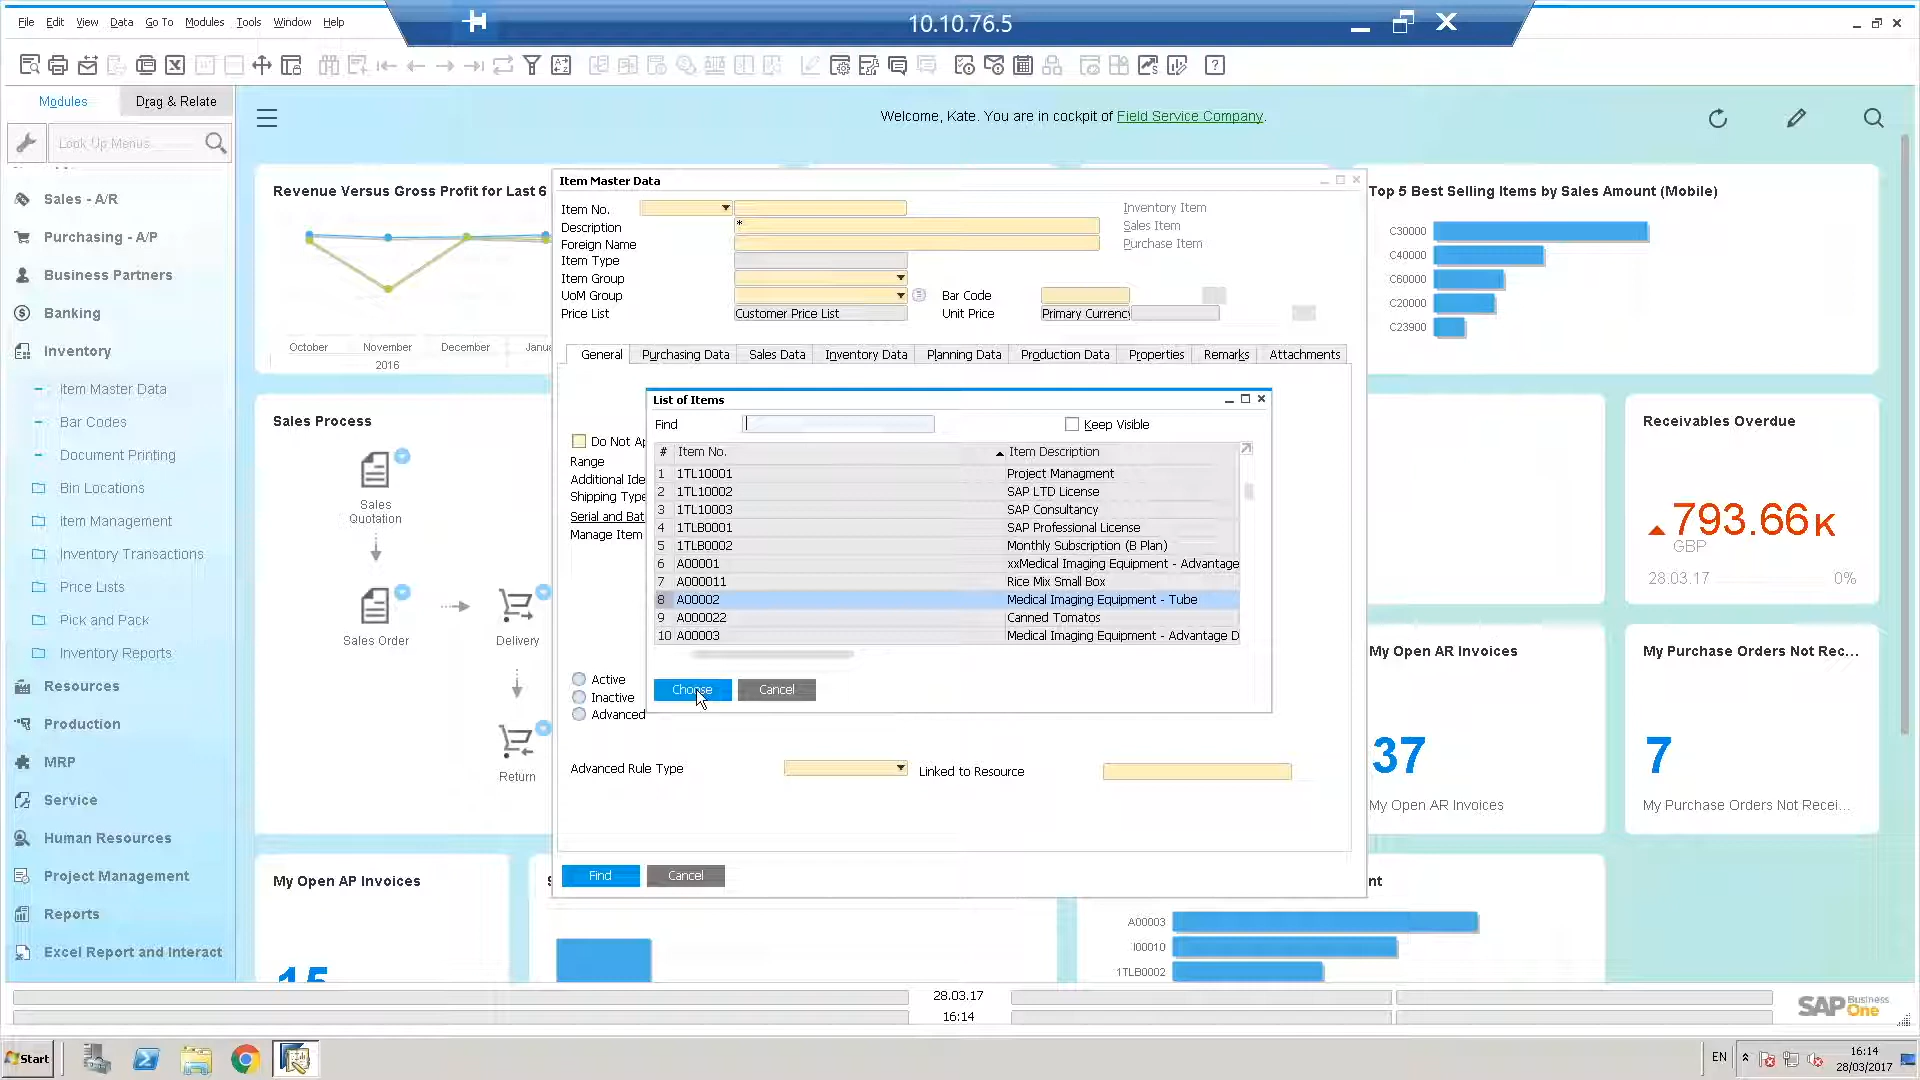 File Edit View Data Go To Modules Tools Window Help
10.10.76.5
Modules Drag & Relate
Look Up Menus
Sales - A/R
Purchasing - A/P
Business Partners
Banking
Inventory
Item Master Data
Bar Codes
Document Printing
Bin Locations
Item Management
Inventory Transactions
Price Lists
Pick and Pack
Inventory Reports
Resources
Production
MRP
Service
Human Resources
Project Management
Reports
Excel Report and Interact
Welcome, Kate. You are in cockpit of Field Service Company.
Revenue Versus Gross Profit for Last 6
October November December Janu
2016
Sales Process
Sales
Quotation
Sales Order
Delivery
Return
My Open AP Invoices
15
Item Master Data
Item No.
Description *
Foreign Name
Item Type
Item Group
UoM Group
Price List Customer Price List
Inventory Item
Sales Item
Purchase Item
Bar Code
Unit Price Primary Currency
General Purchasing Data Sales Data Inventory Data Planning Data Production Data Properties Remarks Attachments
Do Not Ap
Range
Additional Ide
Shipping Type
Serial and Bat
Manage Item
Active
Inactive
Advanced
Advanced Rule Type
Linked to Resource
Find Cancel
List of Items
Find
Keep Visible
# Item No. Item Description
1 1TL10001 Project Managment
2 1TL10002 SAP LTD License
3 1TL10003 SAP Consultancy
4 1TLB0001 SAP Professional License
5 1TLB0002 Monthly Subscription (B Plan)
6 A00001 xxMedical Imaging Equipment - Advantage
7 A000011 Rice Mix Small Box
8 A00002 Medical Imaging Equipment - Tube
9 A000022 Canned Tomatos
10 A00003 Medical Imaging Equipment - Advantage D
Choose Cancel
Top 5 Best Selling Items by Sales Amount (Mobile)
C30000
C40000
C60000
C20000
C23900
Receivables Overdue
793.66K
GBP
28.03.17 0%
My Open AR Invoices
37
My Open AR Invoices
My Purchase Orders Not Rec...
7
My Purchase Orders Not Recei...
nt
A00003
I00010
1TLB0002
28.03.17
16:14
SAP Business One
Start
EN
16:14
28/03/2017